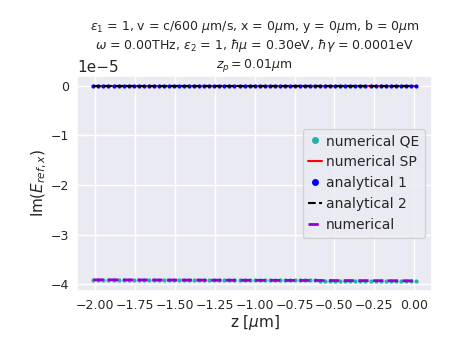 ε₁ = 1, v = c/600 μm/s, x = 0μm, y = 0μm, b = 0μm
ω = 0.00THz, ε₂ = 1, ℏμ = 0.30eV, ℏγ = 0.0001eV
z_p = 0.01μm
1e−5
0
−1
−2
−3
−4
Im(E_{ref,x})
numerical QE
numerical SP
analytical 1
analytical 2
numerical
−2.00 −1.75 −1.50 −1.25 −1.00 −0.75 −0.50 −0.25 0.00
z [μm]